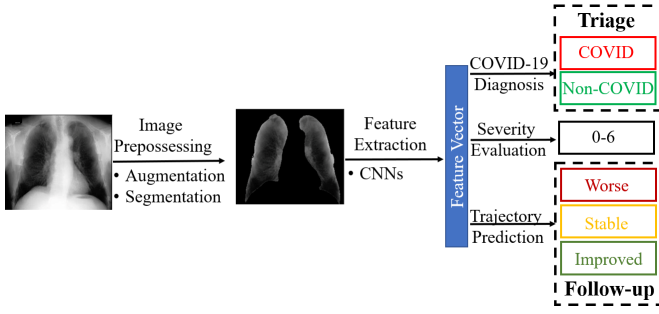 Image
Prepossessing
• Augmentation
• Segmentation
Feature
Extraction
• CNNs
Feature Vector
COVID-19
Diagnosis
Severity
Evaluation
Trajectory
Prediction
Triage
COVID
Non-COVID
0-6
Worse
Stable
Improved
Follow-up